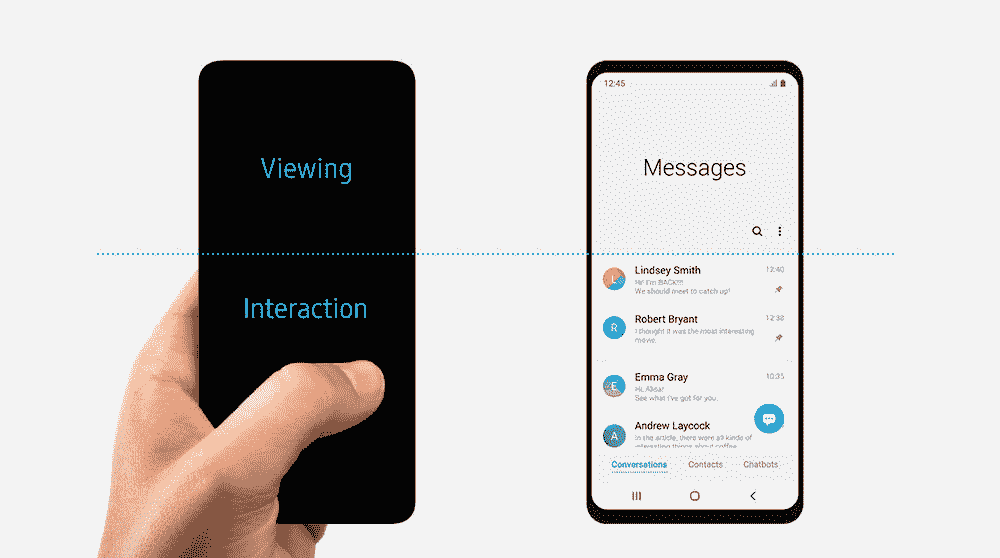 Viewing
Interaction
12:45
Messages
Lindsey Smith
12:40
Hi! I'm BACK!!!
We should meet to catch up!
R
Robert Bryant
12:38
I thought it was the most interesting
movie.
E
Emma Gray
10:35
Hi, Alisa!
See what I've got for you.
A
Andrew Laycock
In the article, there were all kinds of
interesting things about coffee.
Conversations
Contacts
Chatbots